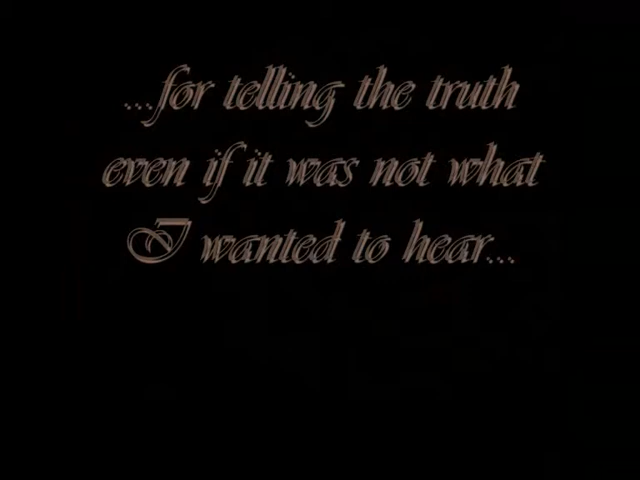 ...for telling the truth
even if it was not what
I wanted to hear...